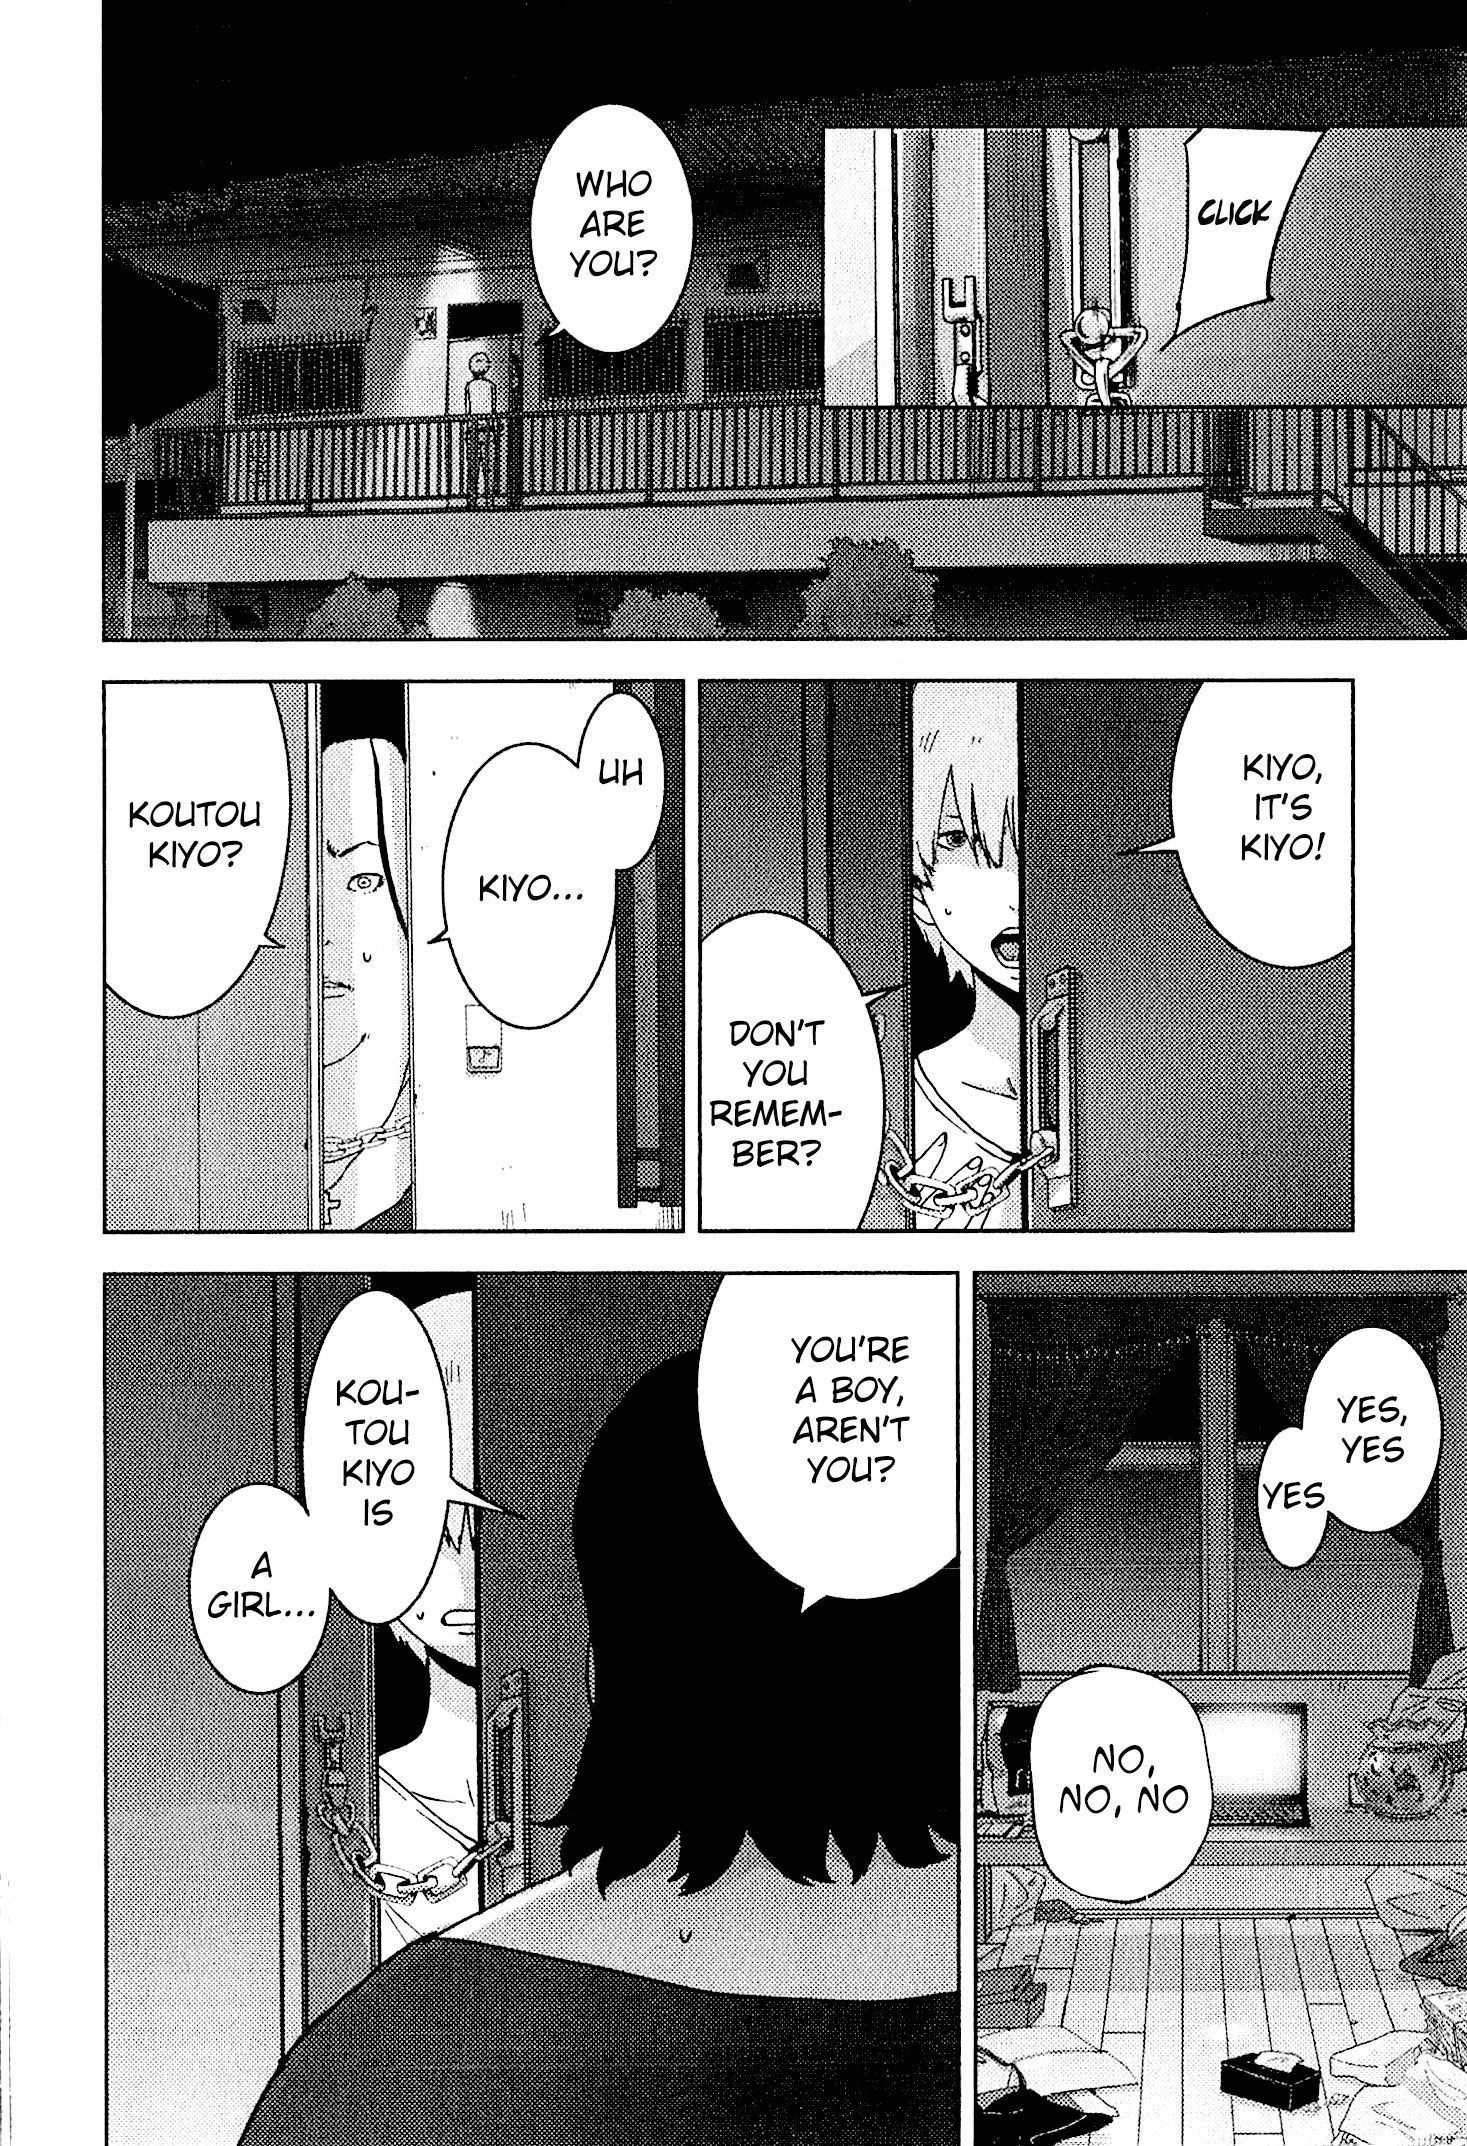 CLICK
WHO
ARE
YOU?
KIYO,
IT'S
KIYO!
DON'T
YOU
REMEM-
BER?
UH
KIYO...
KOUTOU
KIYO?
YES,
YES
YES
NO,
NO, NO
YOU'RE
A BOY,
AREN'T
YOU?
KOU-
TOU
KIYO
IS
A
GIRL...